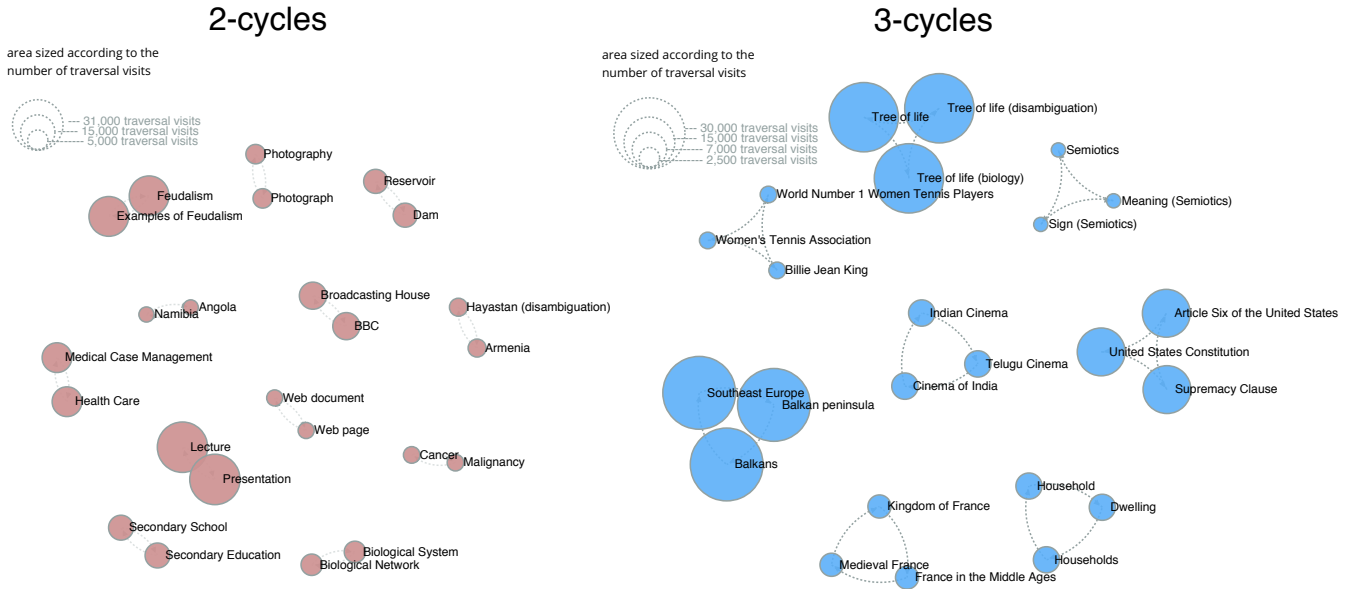 2-cycles
area sized according to the
number of traversal visits
31,000 traversal visits
15,000 traversal visits
5,000 traversal visits
Photography
Photograph
Reservoir
Dam
Feudalism
Examples of Feudalism
Angola
Namibia
Broadcasting House
BBC
Hayastan (disambiguation)
Armenia
Medical Case Management
Health Care
Web document
Web page
Lecture
Presentation
Cancer
Malignancy
Secondary School
Secondary Education
Biological System
Biological Network
3-cycles
area sized according to the
number of traversal visits
30,000 traversal visits
15,000 traversal visits
7,000 traversal visits
2,500 traversal visits
Tree of life
Tree of life (disambiguation)
Tree of life (biology)
Semiotics
Meaning (Semiotics)
Sign (Semiotics)
World Number 1 Women Tennis Players
Women's Tennis Association
Billie Jean King
Indian Cinema
Telugu Cinema
Cinema of India
Article Six of the United States
United States Constitution
Supremacy Clause
Southeast Europe
Balkan peninsula
Balkans
Kingdom of France
Medieval France
France in the Middle Ages
Household
Dwelling
Households